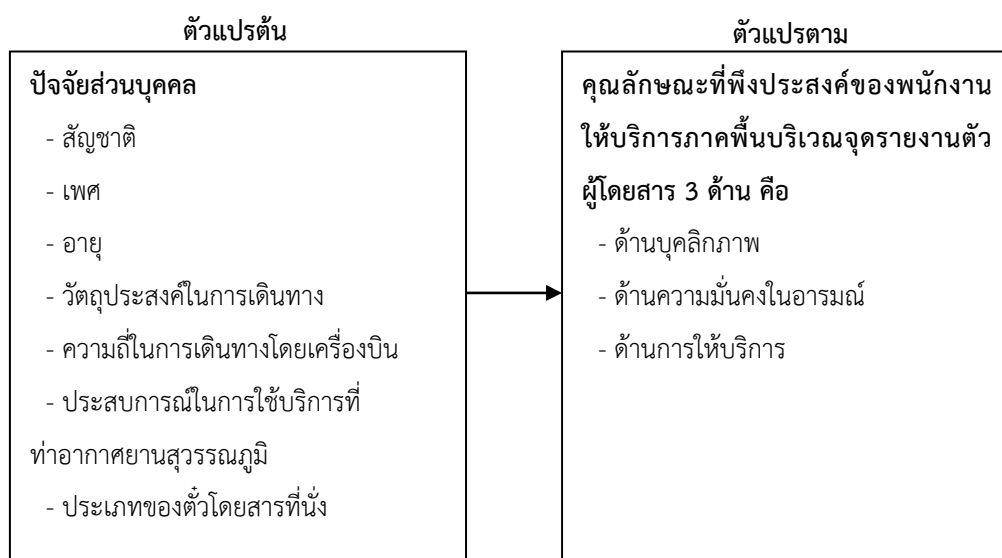 ตัวแปรต้น
ปัจจัยส่วนบุคคล
- สัญชาติ
- เพศ
- อายุ
- วัตถุประสงค์ในการเดินทาง
- ความถี่ในการเดินทางโดยเครื่องบิน
- ประสบการณ์ในการใช้บริการที่
ท่าอากาศยานสุวรรณภูมิ
- ประเภทของตั๋วโดยสารที่นั่ง
ตัวแปรตาม
คุณลักษณะที่พึงประสงค์ของพนักงาน
ให้บริการภาคพื้นบริเวณจุดรายงานตัว
ผู้โดยสาร 3 ด้าน คือ
- ด้านบุคลิกภาพ
- ด้านความมั่นคงในอารมณ์
- ด้านการให้บริการ